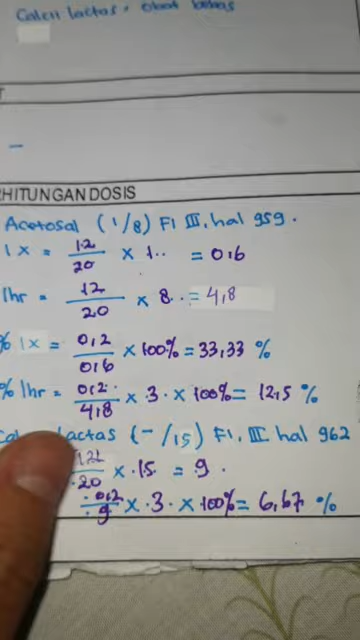 Calcii lactas = obat bebas
T
-
RHITUNGAN DOSIS
Acetosal (1/8) FI III, hal 959.
1x = 12/20 x 1.. = 0.6
1hr = 12/20 x 8.. = 4,8
% 1x = 0,2/0,6 x 100% = 33,33 %
% 1hr = 0,2./4,8 x 3. x 100% = 12,5 %
lactas (-/15) FI. III hal 962
.20 x .15 = 9.
0,2/9 x 3. x 100% = 6,67 %